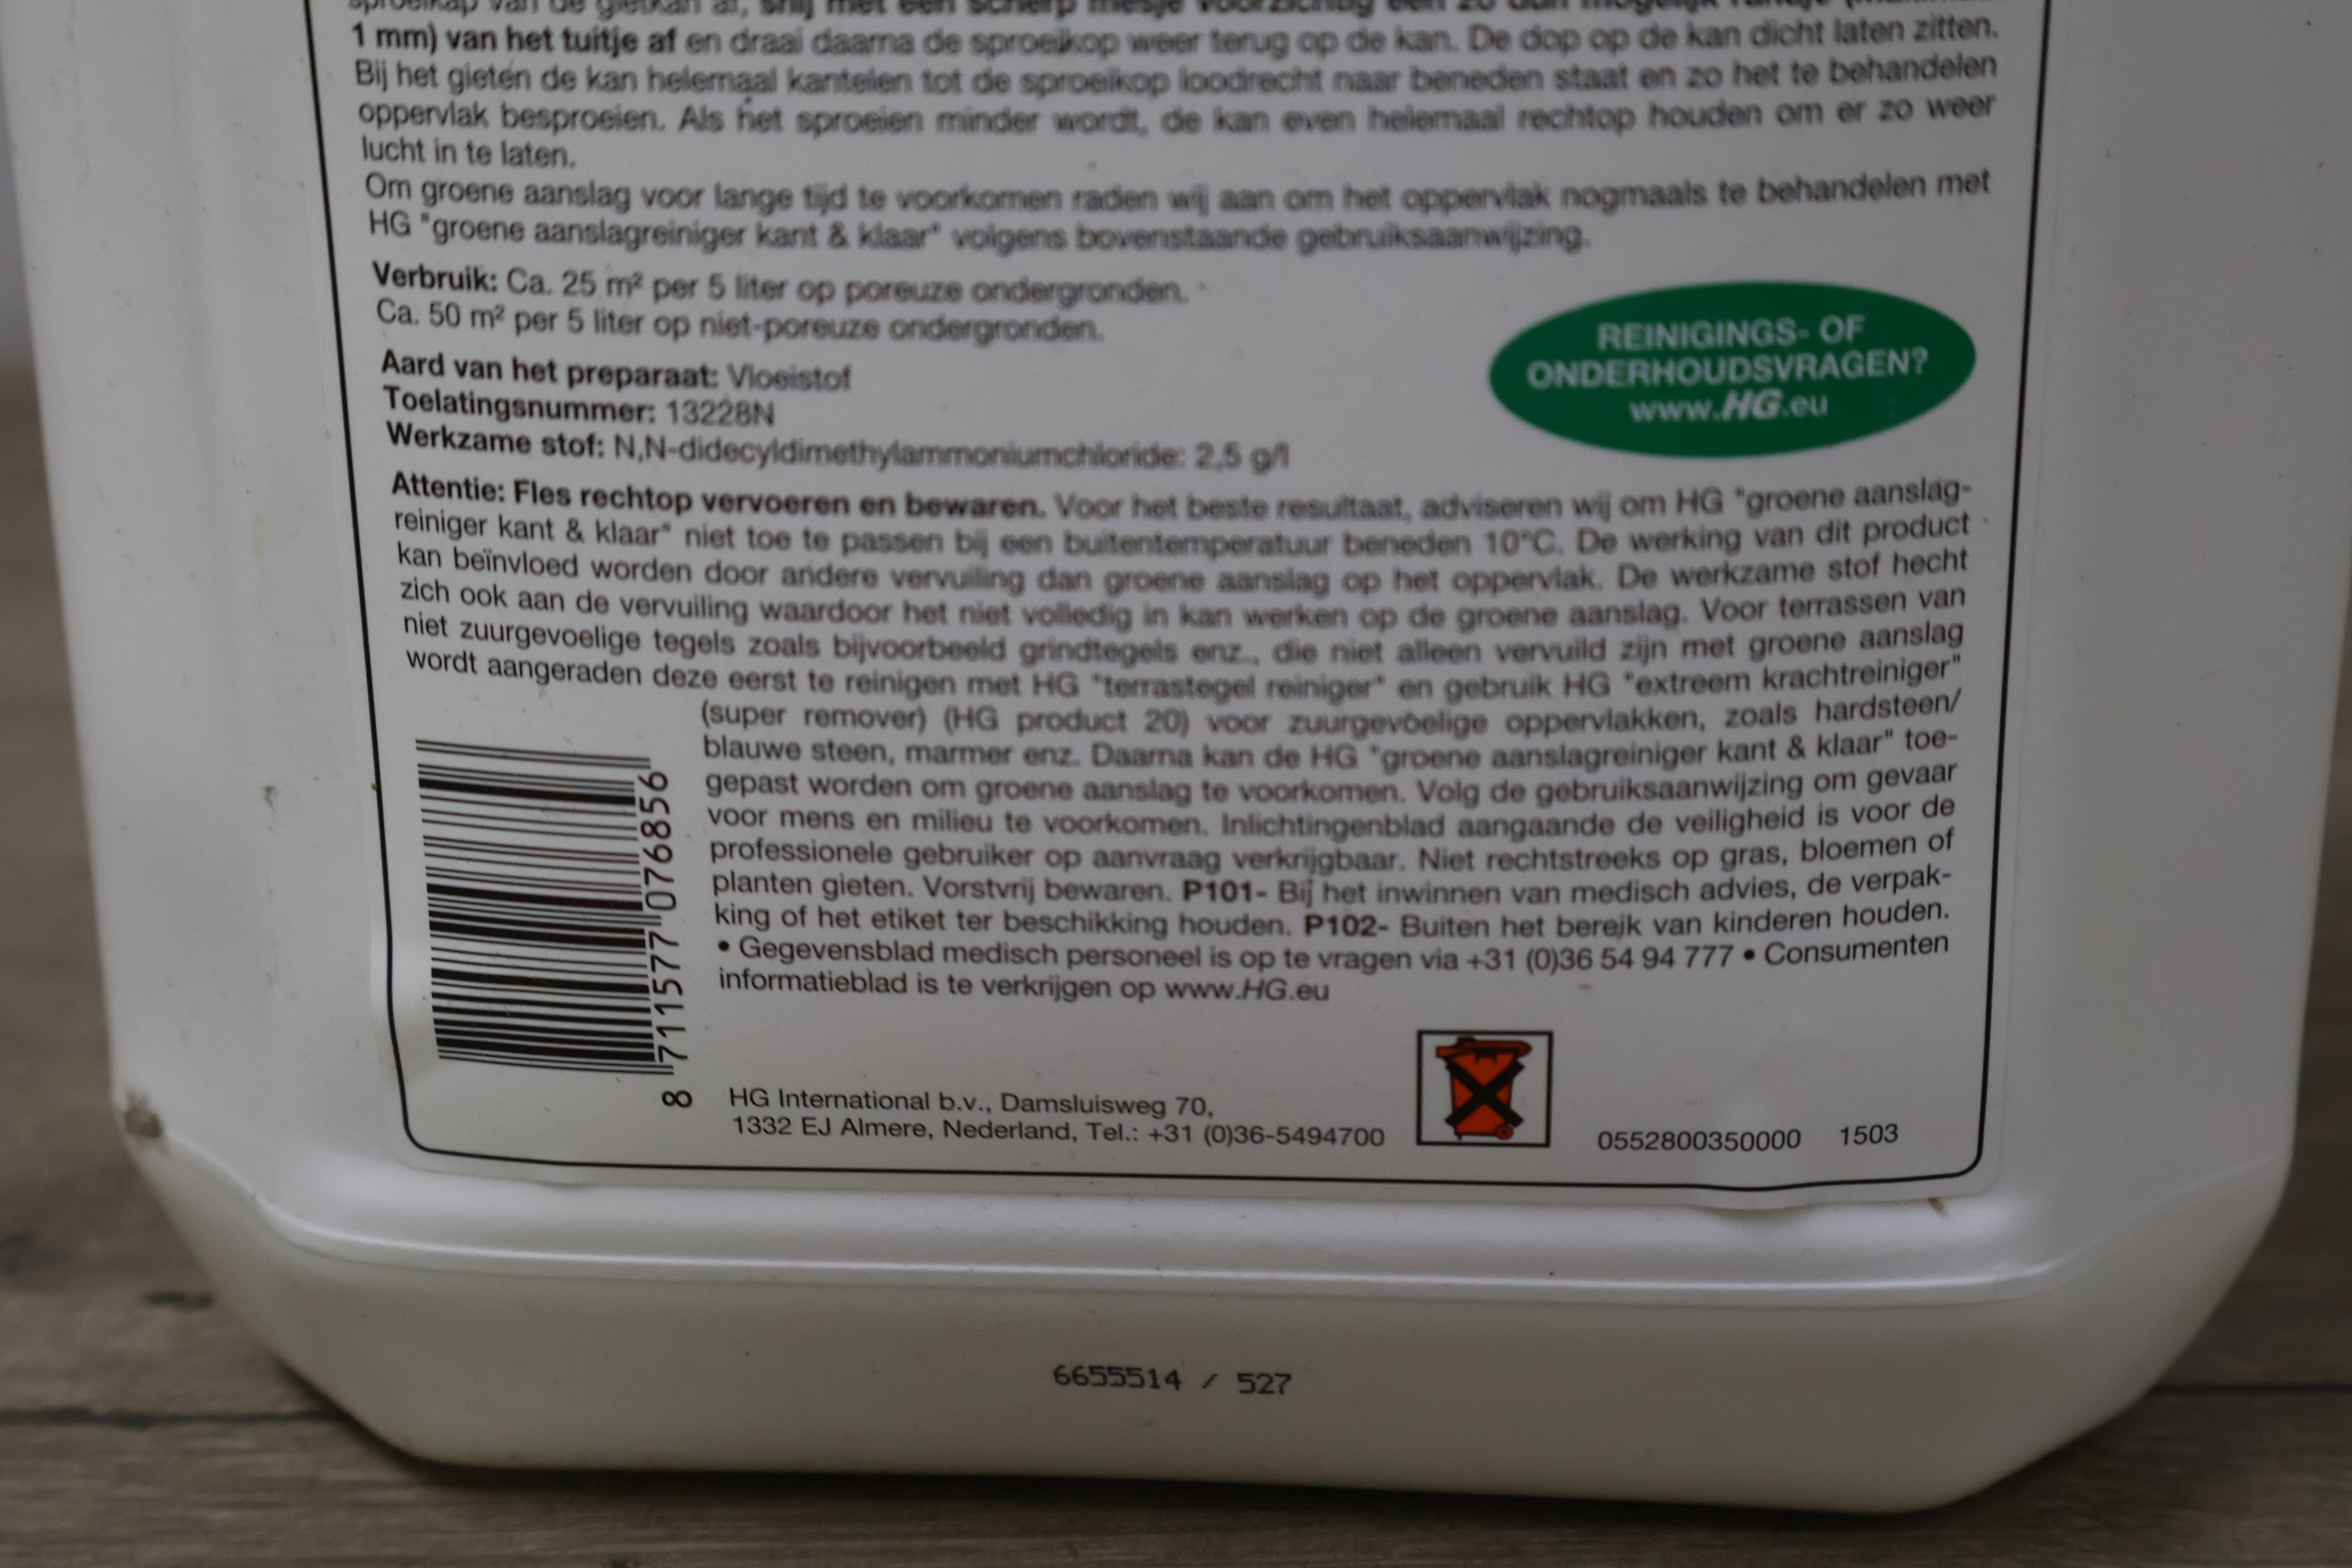 sproeikop van de gietkan af, snij met een scherp mesje voorzichtig een zo dun mogelijk randje
1 mm) van het tuitje af en draai daarna de sproeikop weer terug op de kan. De dop op de kan dicht laten zitten.
Bij het gieten de kan helemaal kantelen tot de sproeikop loodrecht naar beneden staat en zo het te behandelen
oppervlak besproeien. Als het sproeien minder wordt, de kan even helemaal rechtop houden om er zo weer
lucht in te laten.
Om groene aanslag voor lange tijd te voorkomen raden wij aan om het oppervlak nogmaals te behandelen met
HG "groene aanslagreiniger kant & klaar" volgens bovenstaande gebruiksaanwijzing.
Verbruik: Ca. 25 m² per 5 liter op poreuze ondergronden.
Ca. 50 m² per 5 liter op niet-poreuze ondergronden.
REINIGINGS- OF
ONDERHOUDSVRAGEN?
www.HG.eu
Aard van het preparaat: Vloeistof
Toelatingsnummer: 13228N
Werkzame stof: N,N-didecyldimethylammoniumchloride: 2,5 g/l
Attentie: Fles rechtop vervoeren en bewaren. Voor het beste resultaat, adviseren wij om HG "groene aanslag-
reiniger kant & klaar" niet toe te passen bij een buitentemperatuur beneden 10°C. De werking van dit product
kan beïnvloed worden door andere vervuiling dan groene aanslag op het oppervlak. De werkzame stof hecht
zich ook aan de vervuiling waardoor het niet volledig in kan werken op de groene aanslag. Voor terrassen van
niet zuurgevoelige tegels zoals bijvoorbeeld grindtegels enz., die niet alleen vervuild zijn met groene aanslag
wordt aangeraden deze eerst te reinigen met HG "terrastegel reiniger" en gebruik HG "extreem krachtreiniger"
(super remover) (HG product 20) voor zuurgevoelige oppervlakken, zoals hardsteen/
blauwe steen, marmer enz. Daarna kan de HG "groene aanslagreiniger kant & klaar" toe-
gepast worden om groene aanslag te voorkomen. Volg de gebruiksaanwijzing om gevaar
voor mens en milieu te voorkomen. Inlichtingenblad aangaande de veiligheid is voor de
professionele gebruiker op aanvraag verkrijgbaar. Niet rechtstreeks op gras, bloemen of
planten gieten. Vorstvrij bewaren. P101- Bij het inwinnen van medisch advies, de verpak-
king of het etiket ter beschikking houden. P102- Buiten het bereik van kinderen houden.
• Gegevensblad medisch personeel is op te vragen via +31 (0)36 54 94 777 • Consumenten
informatieblad is te verkrijgen op www.HG.eu
8 711577 076856
HG International b.v., Damsluisweg 70,
1332 EJ Almere, Nederland, Tel.: +31 (0)36-5494700
0552800350000 1503
6655514 / 527